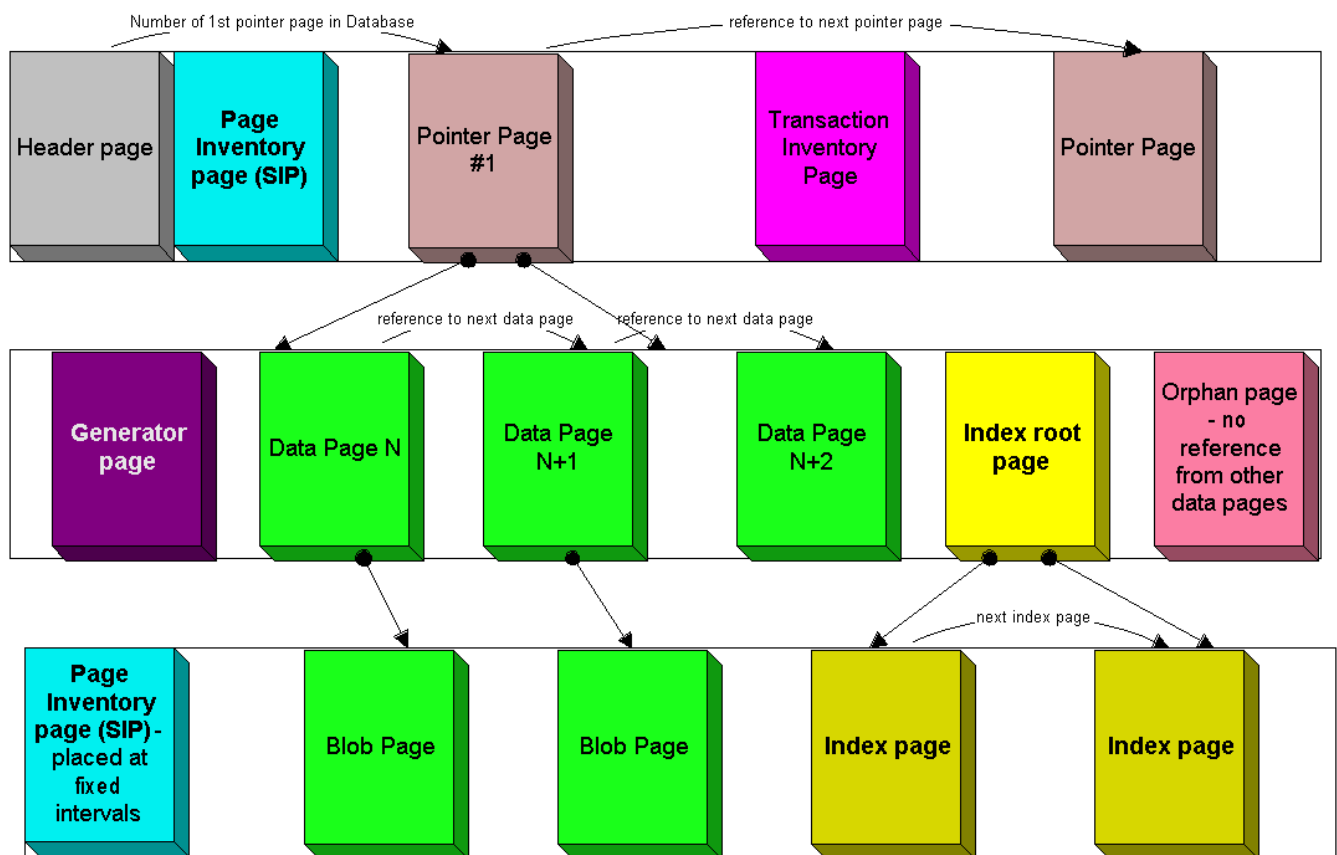 Number of 1st pointer page in Database
reference to next pointer page
Header page
Page
Inventory
page (SIP)
Pointer Page
#1
Transaction
Inventory
Page
Pointer Page
reference to next data page
reference to next data page
Generator
page
Data Page N
Data Page
N+1
Data Page
N+2
Index root
page
Orphan page
- no
reference
from other
data pages
next index page
Page
Inventory
page (SIP) -
placed at
fixed
intervals
Blob Page
Blob Page
Index page
Index page